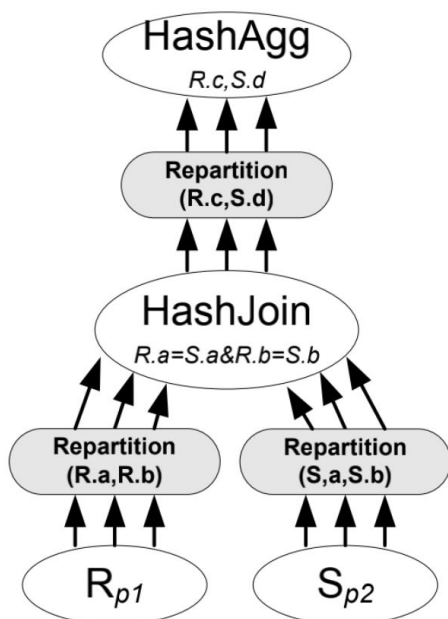 HashAgg
R.c,S.d
Repartition
(R.c,S.d)
HashJoin
R.a=S.a&R.b=S.b
Repartition
(R.a,R.b)
Repartition
(S,a,S.b)
Rp1
Sp2